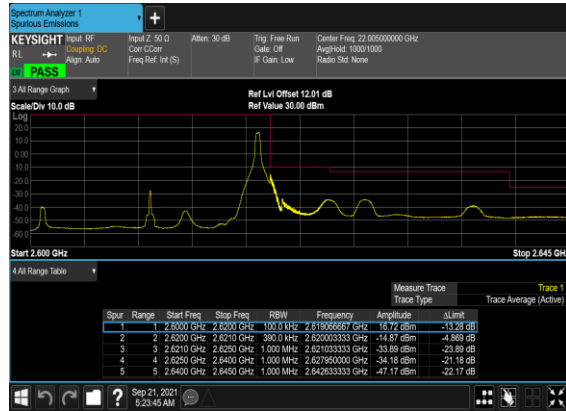 Spectrum Analyzer 1
Spurious Emissions
+
KEYSIGHT Input: RF Input Z: 50 Ω Atten: 30 dB Trig: Free Run Center Freq: 22.005000000 GHz
RL Coupling: DC Corr CCorr Gate: Off Avg|Hold: 1000/1000
Align: Auto Freq Ref: Int (S) IF Gain: Low Radio Std: None
PASS
3 All Range Graph
Ref Lvl Offset 12.01 dB
Scale/Div 10.0 dB Ref Value 30.00 dBm
Log
20.0
10.0
0.00
-10.0
-20.0
-30.0
-40.0
-50.0
-60.0
Start 2.600 GHz Stop 2.645 GH
4 All Range Table
Measure Trace Trace 1
Trace Type Trace Average (Active)
Spur Range Start Freq Stop Freq RBW Frequency Amplitude ΔLimit
1 1 2.6000 GHz 2.6200 GHz 100.0 kHz 2.619066667 GHz 16.72 dBm -13.28 dB
2 2 2.6200 GHz 2.6210 GHz 390.0 kHz 2.620003333 GHz -14.87 dBm -4.869 dB
3 3 2.6210 GHz 2.6250 GHz 1.000 MHz 2.621033333 GHz -33.89 dBm -23.89 dB
4 4 2.6250 GHz 2.6400 GHz 1.000 MHz 2.627950000 GHz -34.18 dBm -21.18 dB
5 5 2.6400 GHz 2.6450 GHz 1.000 MHz 2.642633333 GHz -47.17 dBm -22.17 dB
? Sep 21, 2021
5:23:45 AM